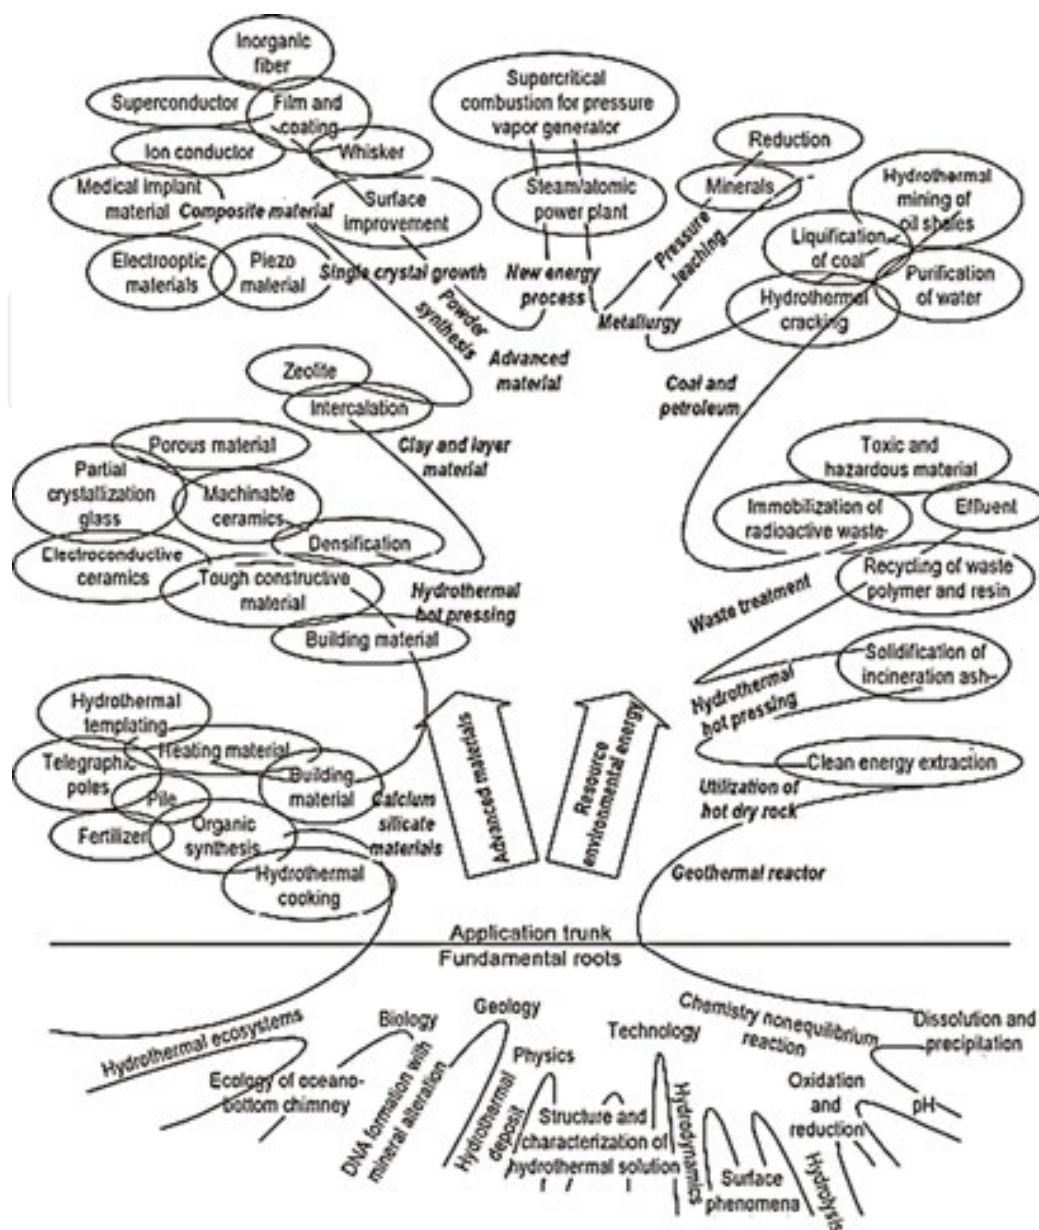 Inorganic
fiber
Superconductor
Film and
coating
Ion conductor
Whisker
Medical Implant
material
Composite material
Surface
improvement
Electrooptic
materials
Piezo
material
Single crystal growth
Powder
synthesis
Supercritical
combustion for pressure
vapor generator
Steam/atomic
power plant
New energy
process
Advanced
material
Reduction
Minerals
Pressure
leaching
Metallurgy
Hydrothermal
mining of
oil shales
Liquification
of coal
Purification
of water
Hydrothermal
cracking
Coal and
petroleum
Zeolite
Intercalation
Clay and layer
material
Porous material
Partial
crystallization
glass
Machinable
ceramics
Densification
Electroconductive
ceramics
Tough constructive
material
Hydrothermal
hot pressing
Building material
Toxic and
hazardous material
Immobilization of
radioactive waste
Effluent
Recycling of waste
polymer and resin
Waste treatment
Solidification of
incineration ash
Hydrothermal
hot pressing
Clean energy extraction
Utilization of
hot dry rock
Geothermal reactor
Hydrothermal
templating
Heating material
Telegraphic
poles
Building
material
Pile
Calcium
silicate
materials
Fertilizer
Organic
synthesis
Hydrothermal
cooking
Advanced materials
Resource
environmental energy
Application trunk
Fundamental roots
Hydrothermal ecosystems
Biology
Geology
Ecology of oceano-
bottom chimney
DNA formation with
mineral alteration
Hydrothermal
deposit
Physics
Technology
Structure and
characterization of
hydrothermal solution
Hydrodynamics
Chemistry nonequilibrium
reaction
Dissolution and
precipilation
Oxidation
and
reduction
pH
Surface
phenomena
Hydrolysis